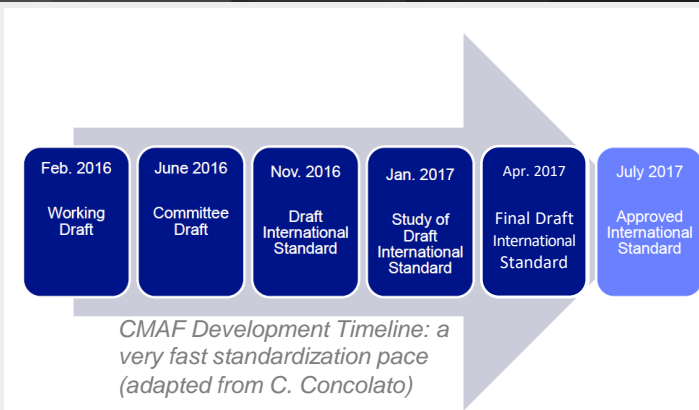 Feb. 2016
Working
Draft
June 2016
Committee
Draft
Nov. 2016
Draft
International
Standard
Jan. 2017
Study of
Draft
International
Standard
Apr. 2017
Final Draft
International
Standard
July 2017
Approved
International
Standard
CMAF Development Timeline: a
very fast standardization pace
(adapted from C. Concolato)